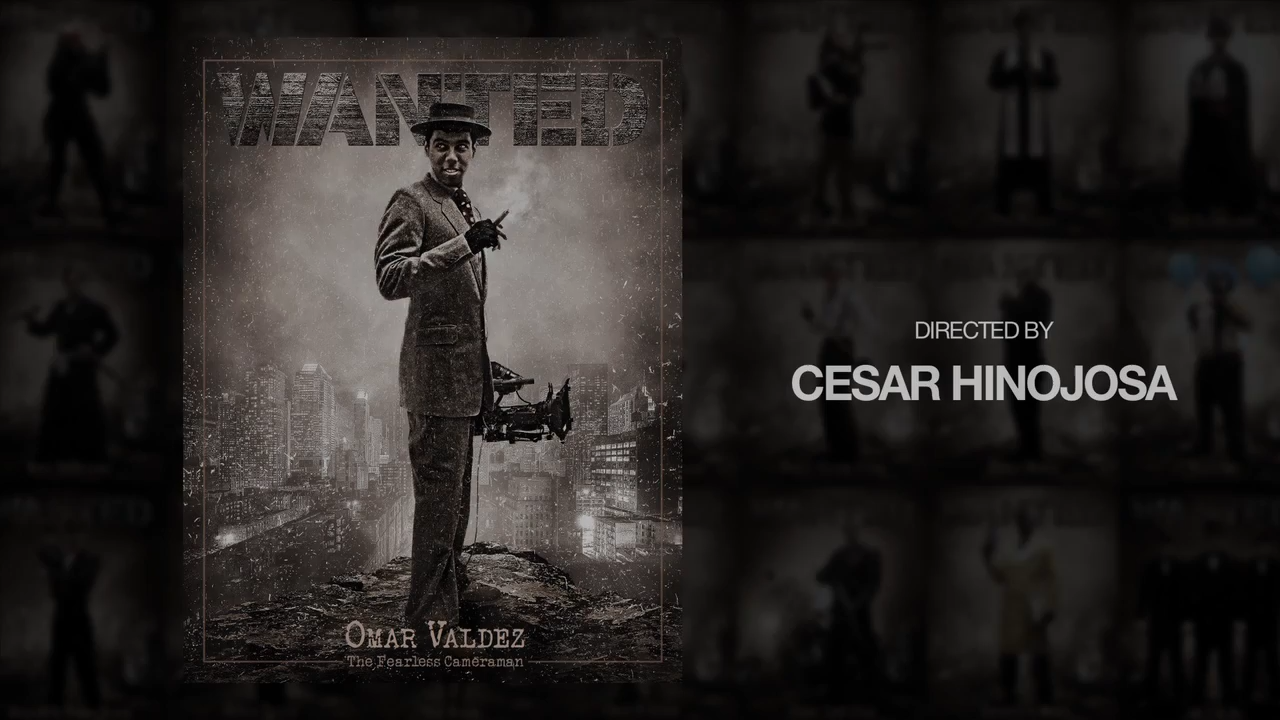 WANTED
Omar Valdez
The Fearless Cameraman
DIRECTED BY
CESAR HINOJOSA